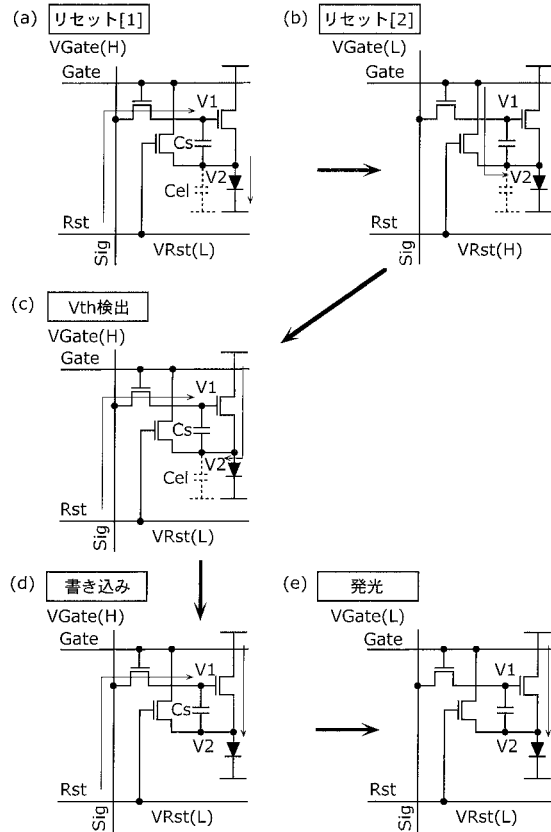 (a) リセット[1]
VGate(H)
Gate
V1
Cs
V2
Cel
Rst
Sig
VRst(L)
(b) リセット[2]
VGate(L)
Gate
V1
V2
Cel
Rst
Sig
VRst(H)
(c) Vth検出
VGate(H)
Gate
V1
Cs
V2
Cel
Rst
Sig
VRst(L)
(d) 書き込み
VGate(H)
Gate
V1
Cs
V2
Rst
Sig
VRst(L)
(e) 発光
VGate(L)
Gate
V1
V2
Rst
Sig
VRst(L)